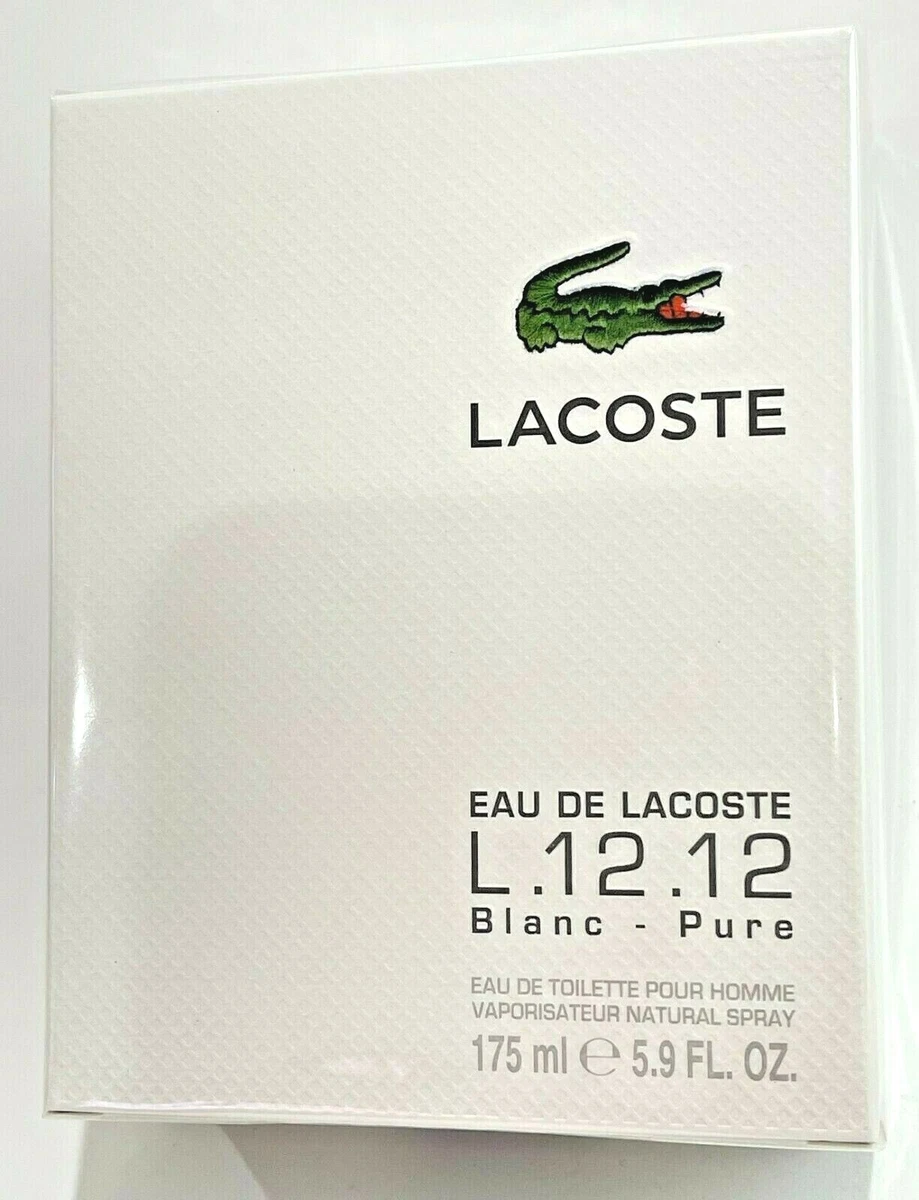 LACOSTE
EAU DE LACOSTE
L.12.12
Blanc - Pure
EAU DE TOILETTE POUR HOMME
VAPORISATEUR NATURAL SPRAY
175 ml ℮ 5.9 FL. OZ.